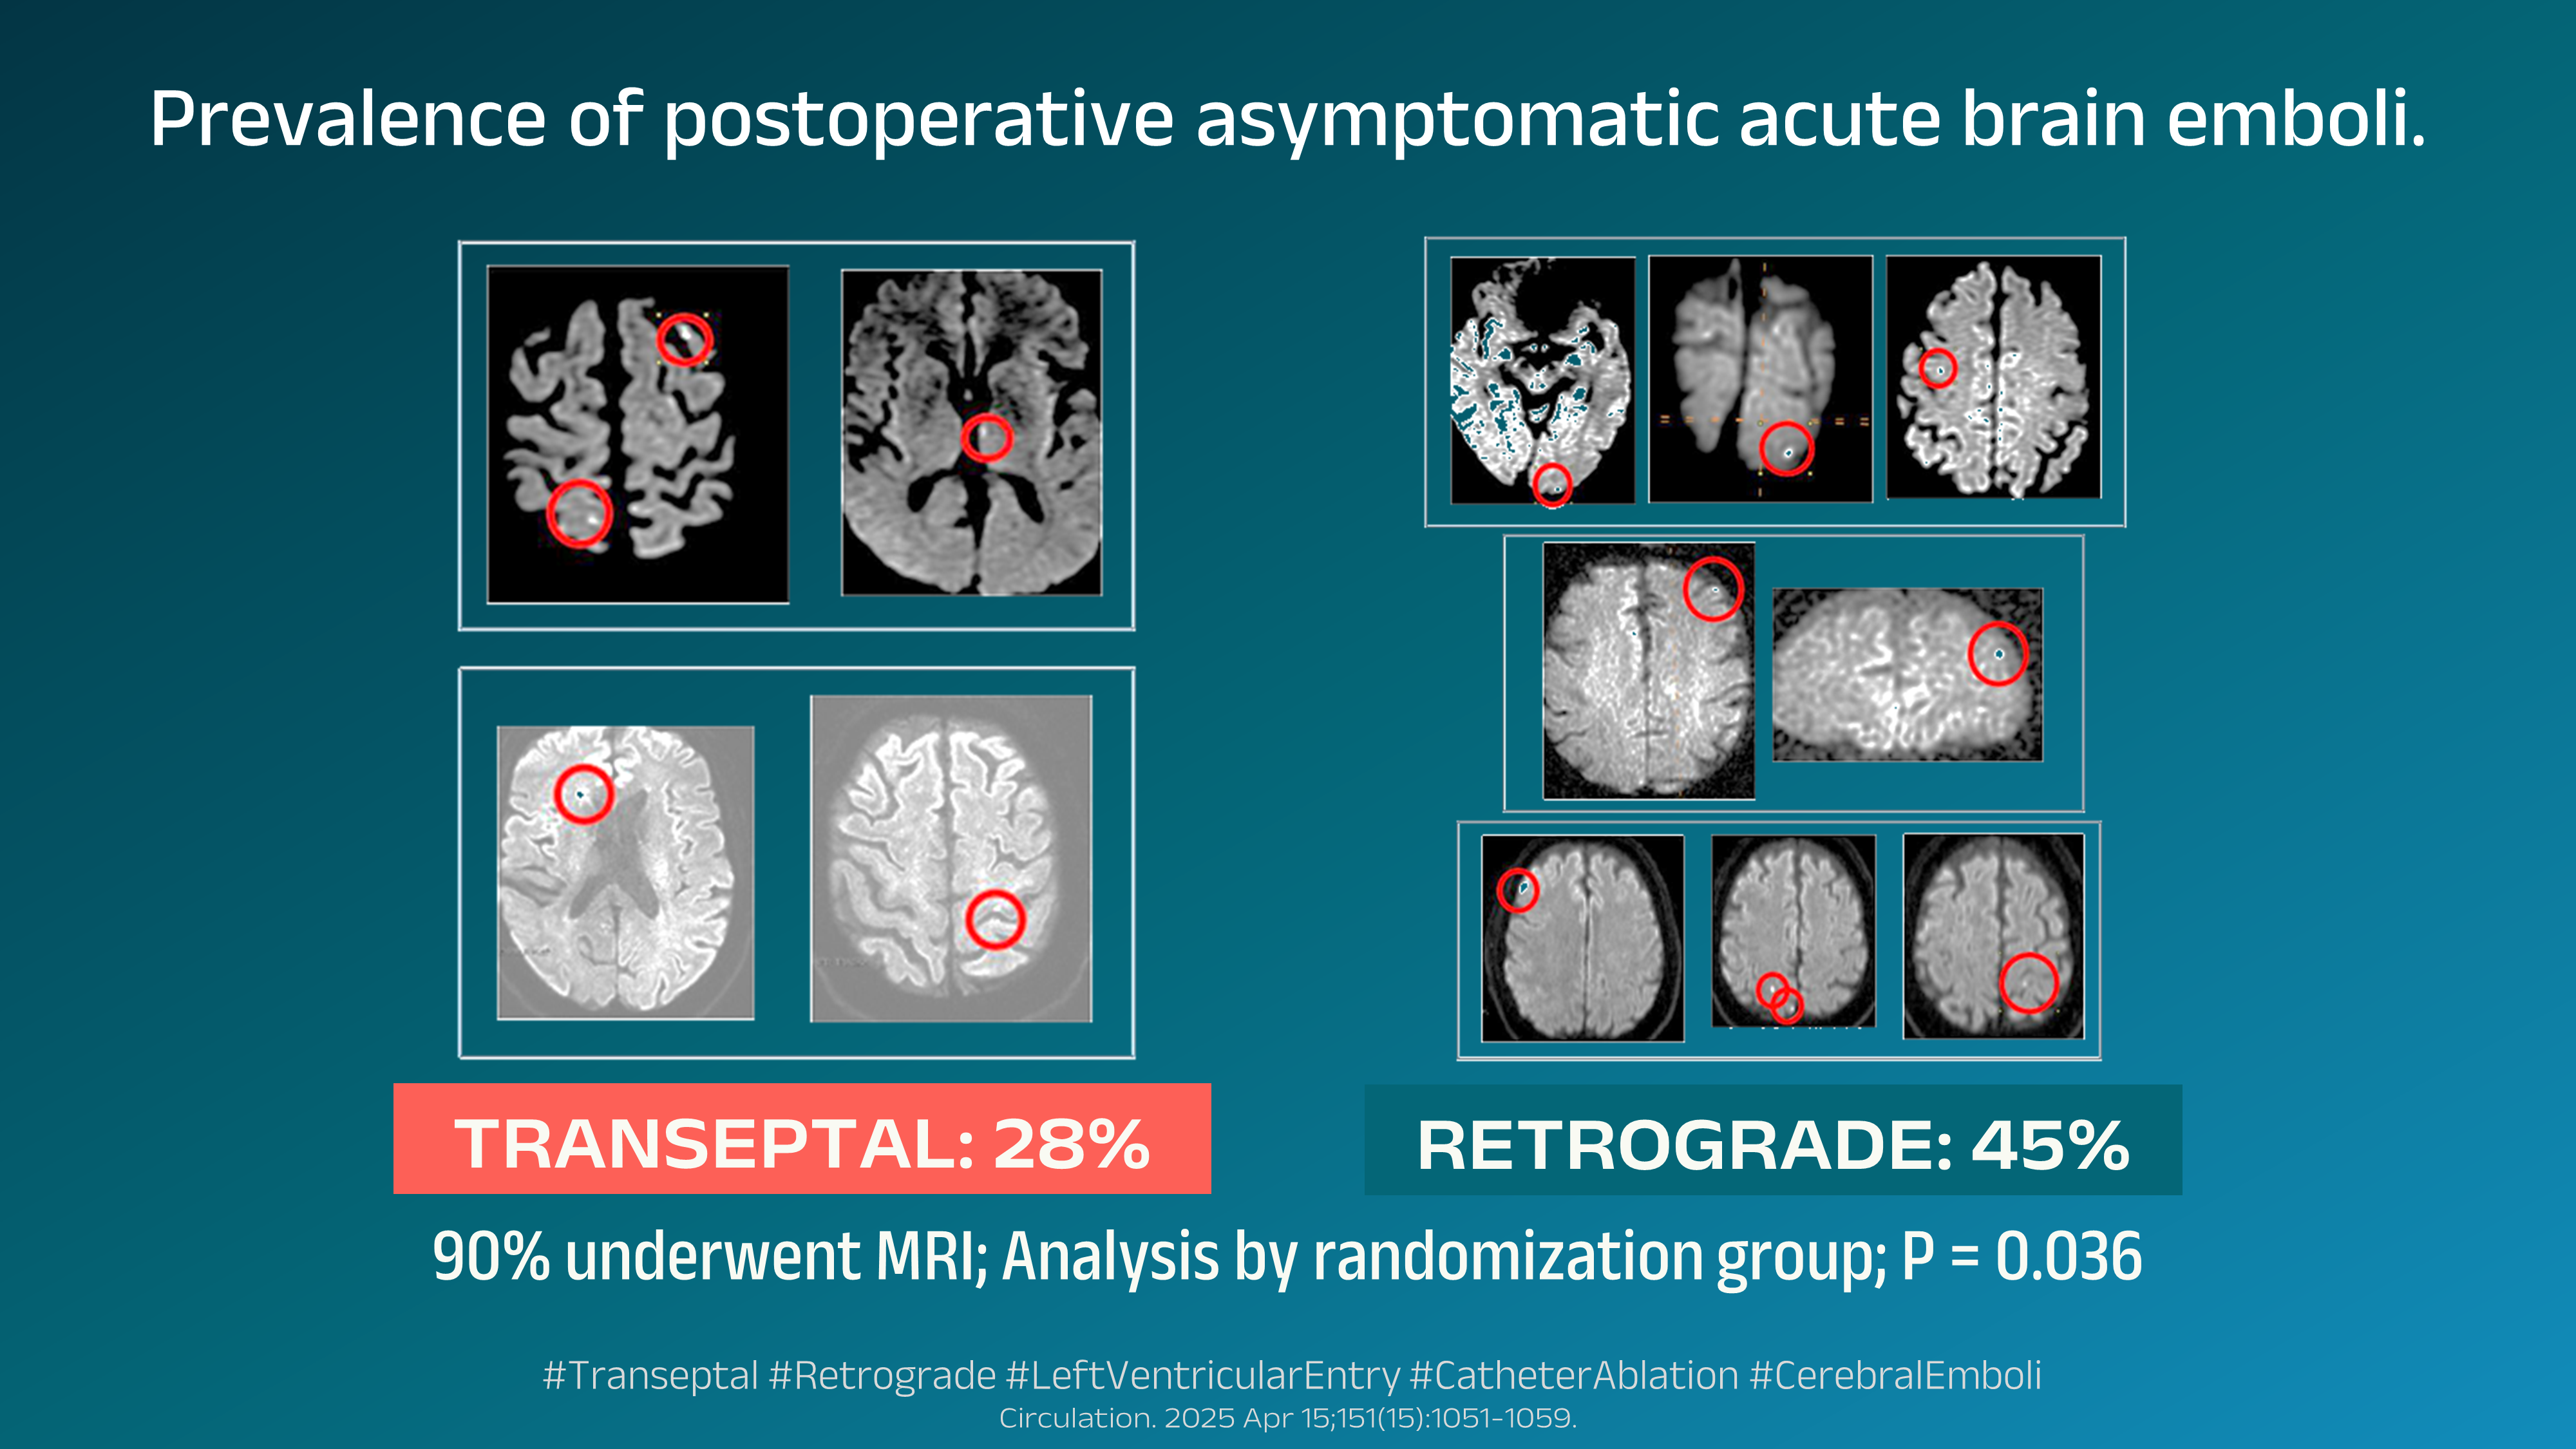 Prevalence of postoperative asymptomatic acute brain emboli.
TRANSEPTAL: 28%
RETROGRADE: 45%
90% underwent MRI; Analysis by randomization group; P = 0.036
#Transeptal #Retrograde #LeftVentricularEntry #CatheterAblation #CerebralEmboli
Circulation. 2025 Apr 15;151(15):1051-1059.